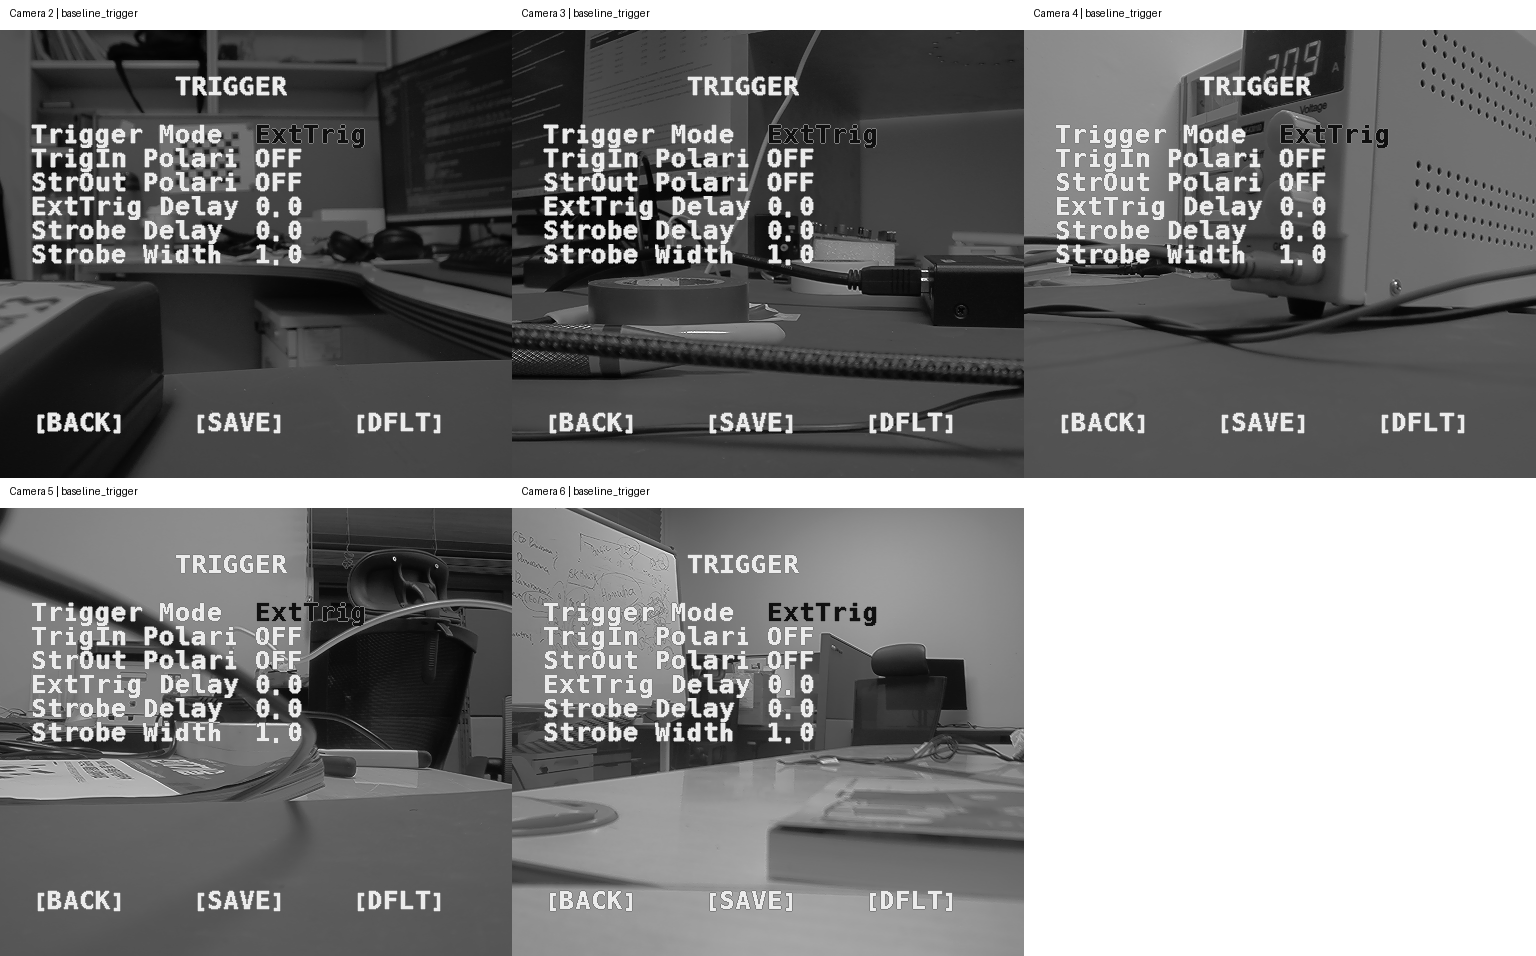 Camera 2 | baseline_trigger
TRIGGER
Trigger Mode ExtTrig
TrigIn Polari OFF
StrOut Polari OFF
ExtTrig Delay 0.0
Strobe Delay 0.0
Strobe Width 1.0
[BACK] [SAVE] [DFLT]
Camera 3 | baseline_trigger
TRIGGER
Trigger Mode ExtTrig
TrigIn Polari OFF
StrOut Polari OFF
ExtTrig Delay 0.0
Strobe Delay 0.0
Strobe Width 1.0
[BACK] [SAVE] [DFLT]
Camera 4 | baseline_trigger
209
A
TRIGGER
Voltage
Trigger Mode ExtTrig
TrigIn Polari OFF
StrOut Polari OFF
ExtTrig Delay 0.0
Strobe Delay 0.0
Strobe Width 1.0
[BACK] [SAVE] [DFLT]
Camera 5 | baseline_trigger
TRIGGER
Trigger Mode ExtTrig
TrigIn Polari OFF
StrOut Polari OFF
ExtTrig Delay 0.0
Strobe Delay 0.0
Strobe Width 1.0
[BACK] [SAVE] [DFLT]
Camera 6 | baseline_trigger
TRIGGER
Trigger Mode ExtTrig
TrigIn Polari OFF
StrOut Polari OFF
ExtTrig Delay 0.0
Strobe Delay 0.0
Strobe Width 1.0
[BACK] [SAVE] [DFLT]